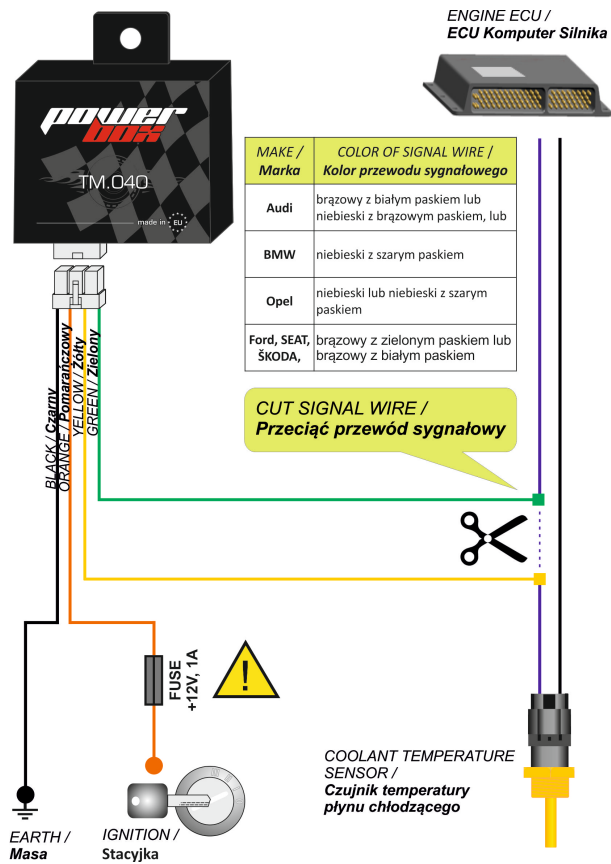 ENGINE ECU /
ECU Komputer Silnika
power
box
TM.040
made in EU
MAKE /
Marka
COLOR OF SIGNAL WIRE /
Kolor przewodu sygnałowego
Audi
brązowy z białym paskiem lub
niebieski z brązowym paskiem, lub
BMW
niebieski z szarym paskiem
Opel
niebieski lub niebieski z szarym
paskiem
Ford, SEAT,
ŠKODA,
brązowy z zielonym paskiem lub
brązowy z białym paskiem
BLACK / Czarny
ORANGE / Pomarańczowy
YELLOW / Żółty
GREEN / Zielony
CUT SIGNAL WIRE /
Przeciąć przewód sygnałowy
FUSE
+12V, 1A
!
COOLANT TEMPERATURE
SENSOR /
Czujnik temperatury
płynu chłodzącego
EARTH /
Masa
IGNITION /
Stacyjka